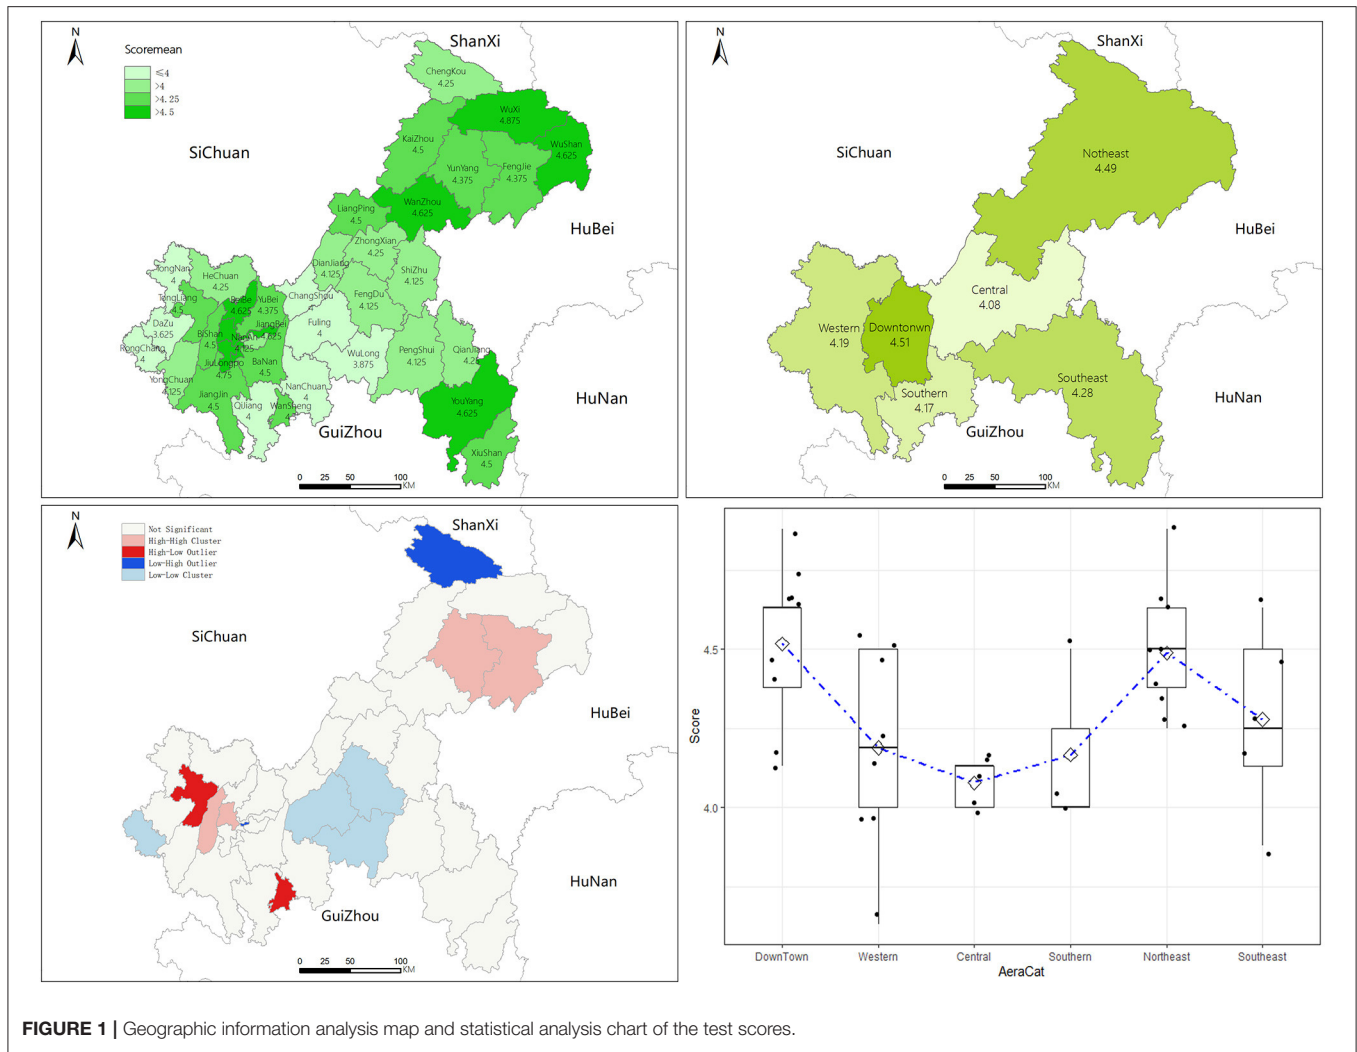 N
ShanXi
Scoremean
≤4
>4
>4.25
>4.5
ChengKou
4.25
WuXi
4.875
SiChuan
KaiZhou
4.5
WuShan
4.625
YunYang
4.375
FengJie
4.375
WanZhou
4.625
LiangPing
4.5
HuBei
ZhongXian
4.25
DianJiang
4.125
ShiZhu
4.125
TongNan
4
HeChuan
4.25
BeiBe
4.625
YuBei
4.375
ChangShou
FengDu
4.125
TongLiang
4.5
DaZu
3.625
JiangBei
4.625
Fuling
4
BiShan
4.5
NanAn
4.125
RongChang
4
JiuLongpo
4.75
BaNan
4.5
WuLong
3.875
PengShui
4.125
QianJiang
4.25
YongChuan
4.125
JiangJin
4.5
NanChuan
4
QiJiang
4
WanSheng
YouYang
4.625
HuNan
GuiZhou
XiuShan
4.5
0 25 50 100
KM
N
ShanXi
SiChuan
Notheast
4.49
HuBei
Central
4.08
Western
4.19
Downtonwn
4.51
Southeast
4.28
Southern
4.17
HuNan
GuiZhou
0 25 50 100
KM
N
Not Significant
High-High Cluster
High-Low Outlier
Low-High Outlier
Low-Low Cluster
ShanXi
SiChuan
HuBei
HuNan
GuiZhou
0 25 50 100
KM
4.5
4.0
Score
DownTown Western Central Southern Northeast Southeast
AeraCat
FIGURE 1 | Geographic information analysis map and statistical analysis chart of the test scores.